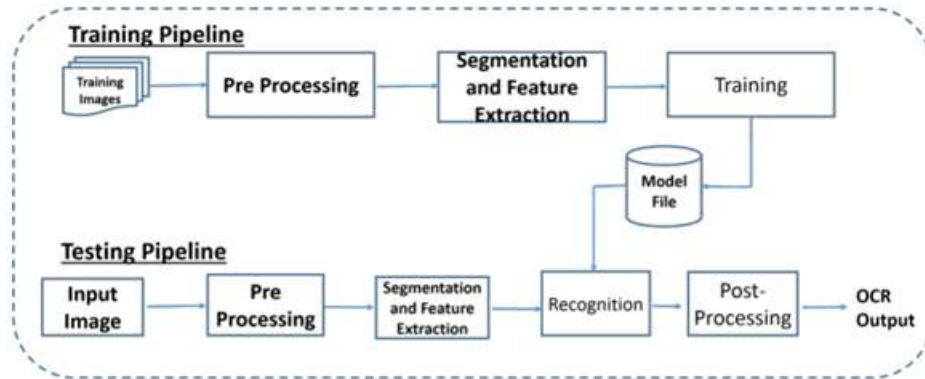 Training Pipeline
Training
Images
Pre Processing
Segmentation
and Feature
Extraction
Training
Model
File
Testing Pipeline
Input
Image
Pre
Processing
Segmentation
and Feature
Extraction
Recognition
Post-
Processing
OCR
Output